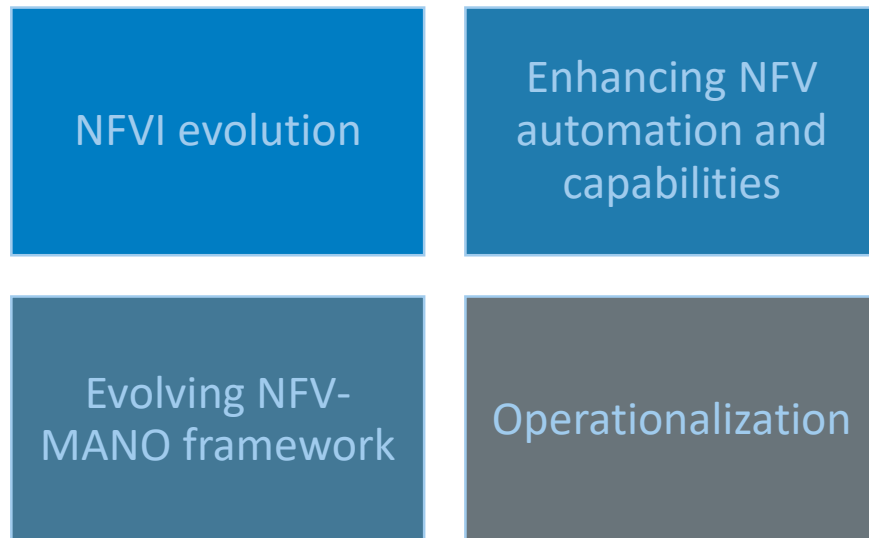 NFVI evolution
Enhancing NFV
automation and
capabilities
Evolving NFV-
MANO framework
Operationalization